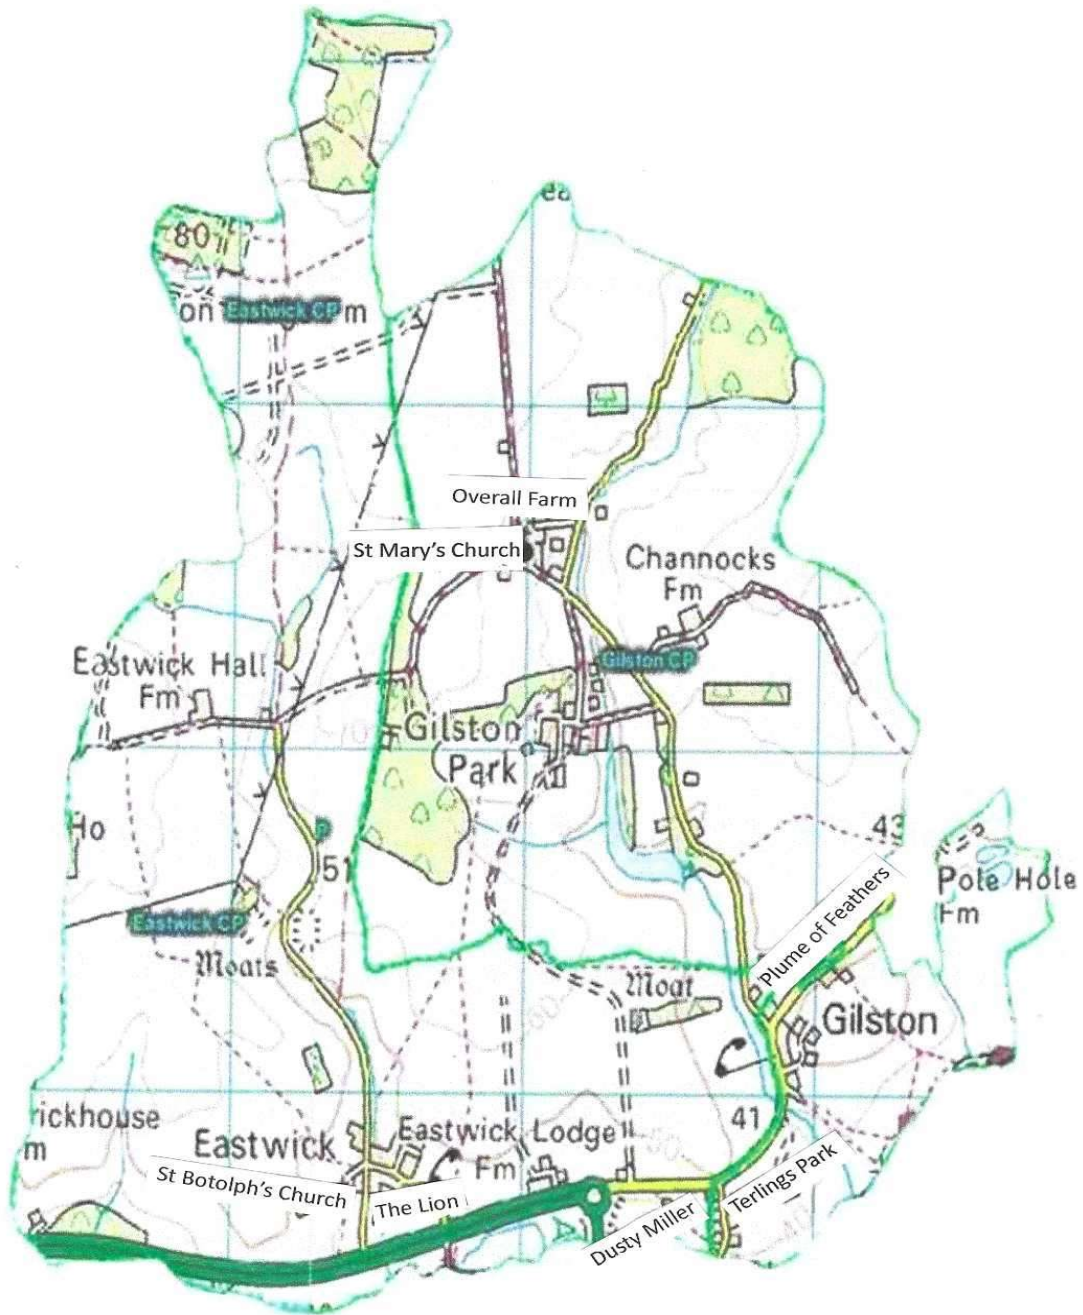 80
on
Eastwick CP
m
Overall Farm
St Mary's Church
Channocks
Fm
Gilston CP
Eastwick Hall
Fm
Gilston
Park
Ho
P
51
43
Eastwick CP
Moats
Plume of Feathers
Pole Hole
Fm
Moat
Gilston
rickhouse
m
Eastwick
Eastwick Lodge
Fm
41
St Botolph's Church
The Lion
Dusty Miller
Terlings Park